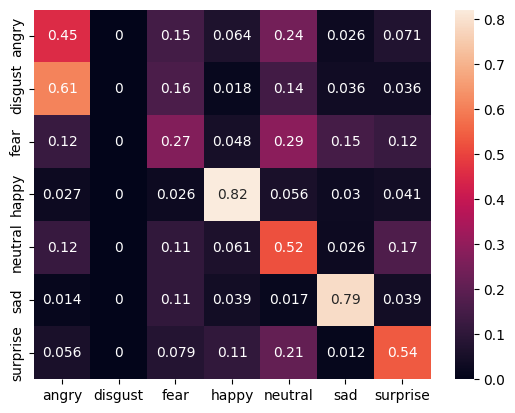 angry 0.45 0 0.15 0.064 0.24 0.026 0.071
disgust 0.61 0 0.16 0.018 0.14 0.036 0.036
fear 0.12 0 0.27 0.048 0.29 0.15 0.12
happy 0.027 0 0.026 0.82 0.056 0.03 0.041
neutral 0.12 0 0.11 0.061 0.52 0.026 0.17
sad 0.014 0 0.11 0.039 0.017 0.79 0.039
surprise 0.056 0 0.079 0.11 0.21 0.012 0.54
angry disgust fear happy neutral sad surprise
0.8
0.7
0.6
0.5
0.4
0.3
0.2
0.1
0.0